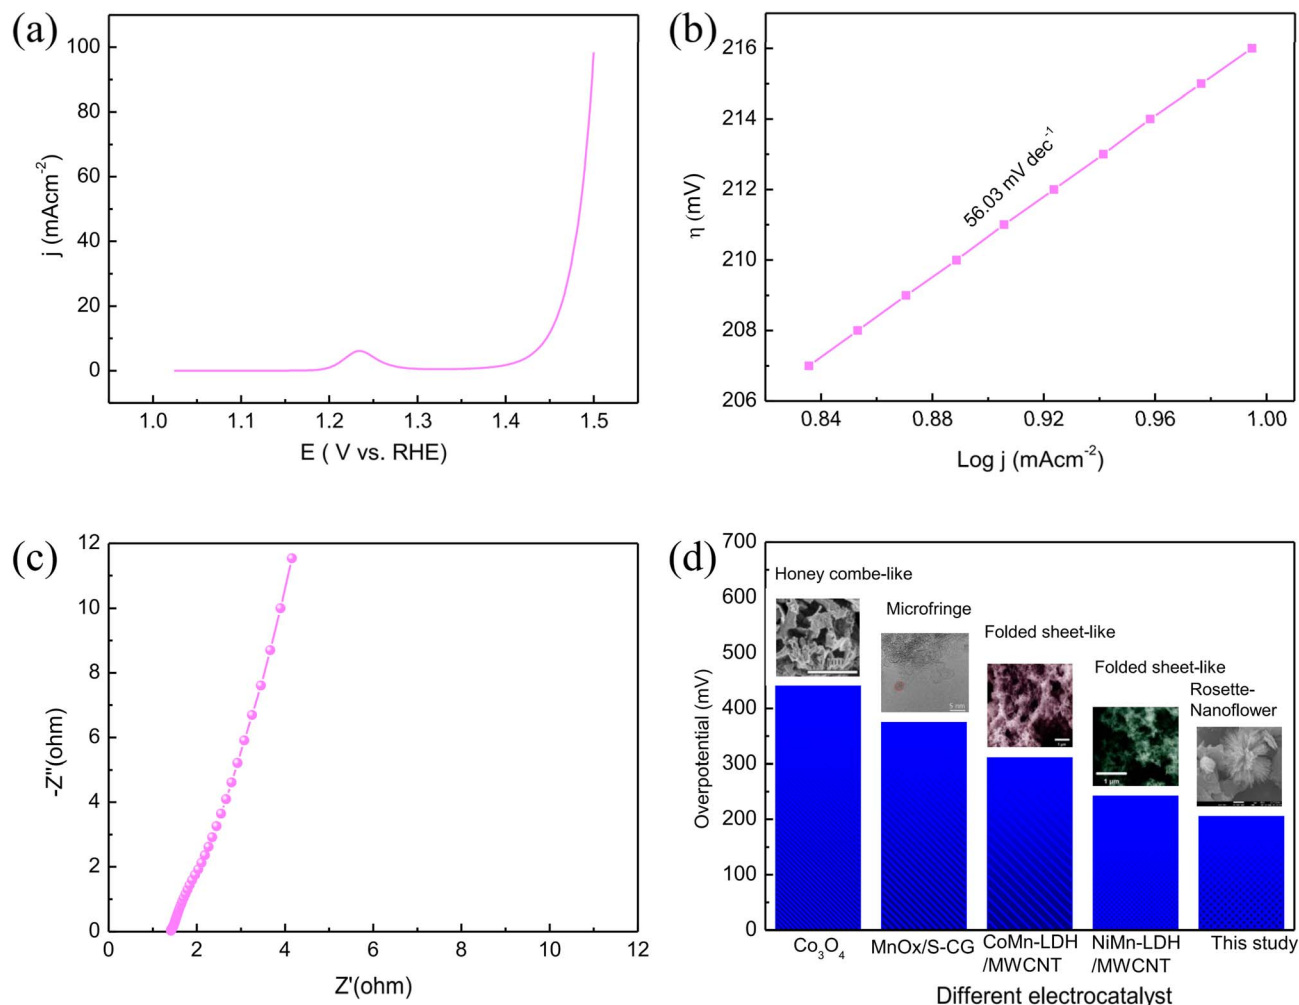 (a)
100
80
60
40
20
0
j (mAcm-2)
1.0 1.1 1.2 1.3 1.4 1.5
E ( V vs. RHE)
(b)
216
214
212
210
208
206
η (mV)
56.03 mV dec-1
0.84 0.88 0.92 0.96 1.00
Log j (mAcm-2)
(c)
12
10
8
6
4
2
0
-Z"(ohm)
0 2 4 6 8 10 12
Z'(ohm)
(d)
700
600
500
400
300
200
100
0
Overpotential (mV)
Honey combe-like
Microfringe
Folded sheet-like
Folded sheet-like
Rosette-
Nanoflower
5 nm
1 μm
Co3O4
MnOx/S-CG
CoMn-LDH
/MWCNT
NiMn-LDH
/MWCNT
This study
Different electrocatalyst